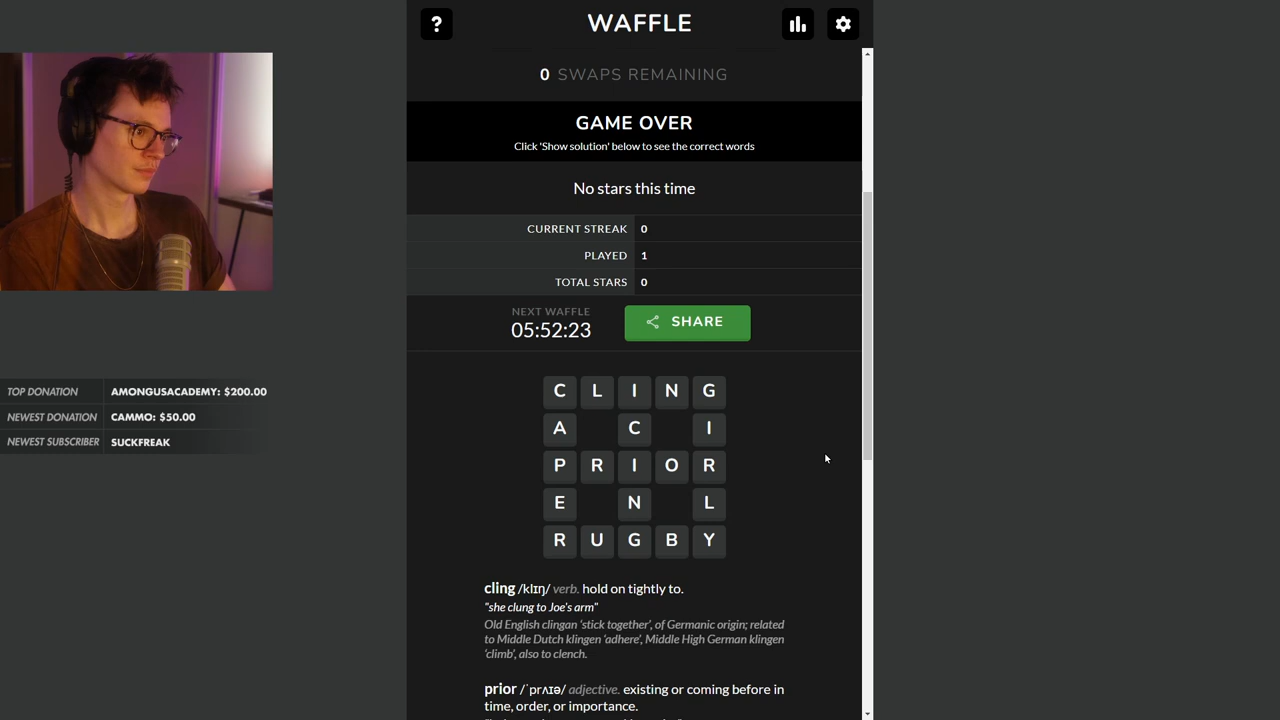 ?
WAFFLE
0 SWAPS REMAINING
GAME OVER
Click 'Show solution' below to see the correct words
No stars this time
CURRENT STREAK 0
PLAYED 1
TOTAL STARS 0
NEXT WAFFLE
05:52:23
SHARE
TOP DONATION AMONGUSACADEMY: $200.00
NEWEST DONATION CAMMO: $50.00
NEWEST SUBSCRIBER SUCKFREAK
C L I N G
A C I
P R I O R
E N L
R U G B Y
cling /klɪŋ/ verb. hold on tightly to.
"she clung to Joe's arm"
Old English clingan ‘stick together’, of Germanic origin; related
to Middle Dutch klingen ‘adhere’, Middle High German klingen
‘climb’, also to clench.
prior /ˈprʌɪə/ adjective. existing or coming before in
time, order, or importance.